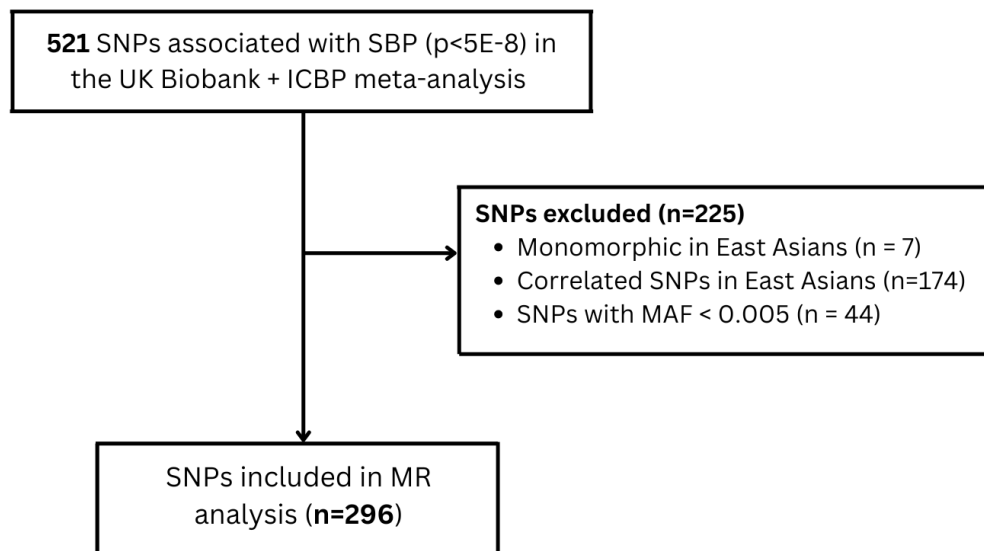 521 SNPs associated with SBP (p<5E-8) in
the UK Biobank + ICBP meta-analysis
SNPs excluded (n=225)
• Monomorphic in East Asians (n = 7)
• Correlated SNPs in East Asians (n=174)
• SNPs with MAF < 0.005 (n = 44)
SNPs included in MR
analysis (n=296)